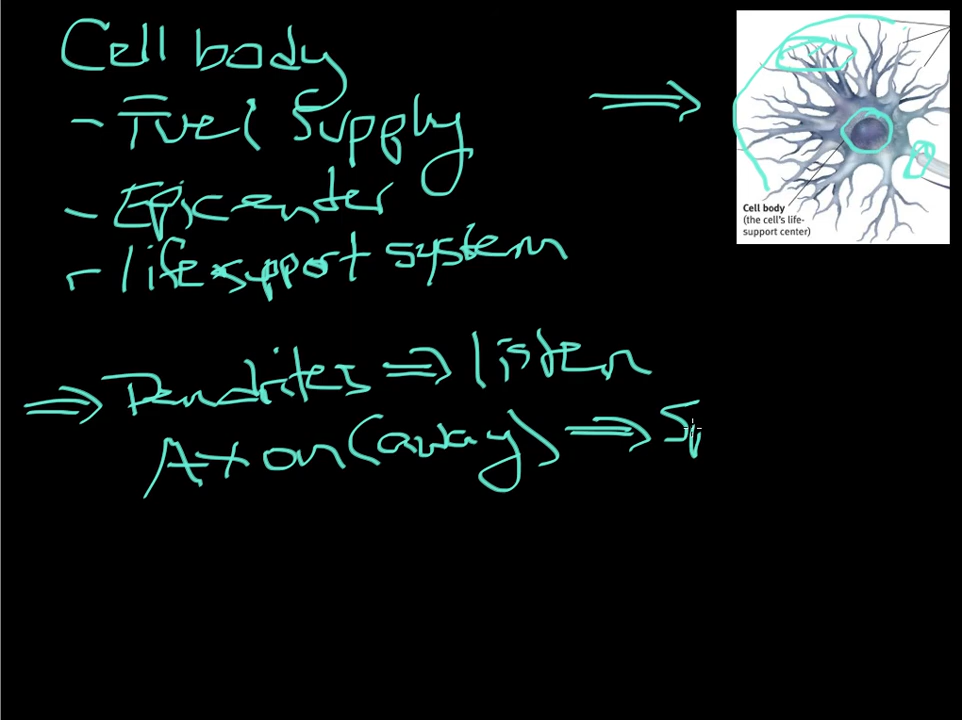 Cell body
- Fuel Supply
- Epicenter
- life support system
⇒ Dendrites ⇒ listen
Axon (away) ⇒ Sp
Cell body
(the cell's life-
support center)